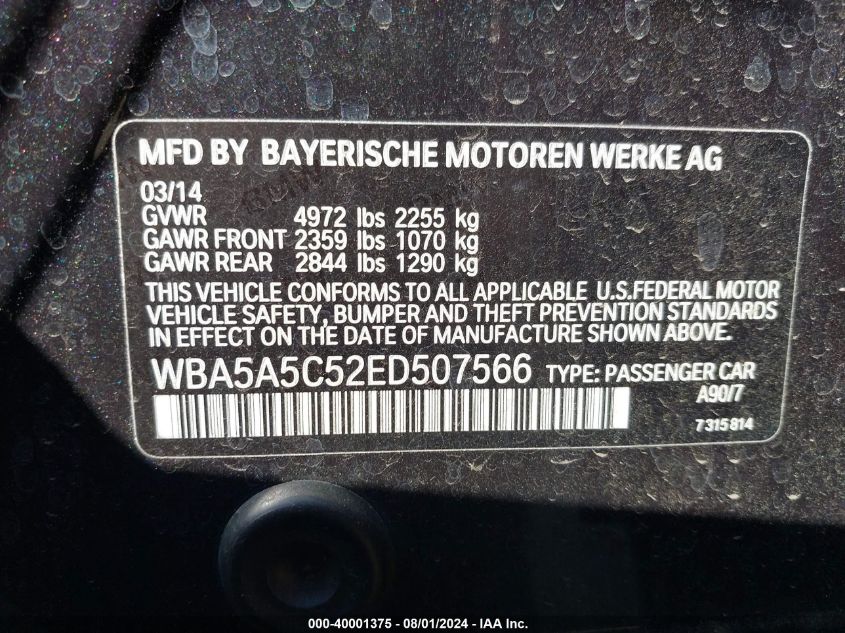 MFD BY BAYERISCHE MOTOREN WERKE AG
03/14
GVWR 4972 lbs 2255 kg
GAWR FRONT 2359 lbs 1070 kg
GAWR REAR 2844 lbs 1290 kg
THIS VEHICLE CONFORMS TO ALL APPLICABLE U.S.FEDERAL MOTOR
VEHICLE SAFETY, BUMPER AND THEFT PREVENTION STANDARDS
IN EFFECT ON THE DATE OF MANUFACTURE SHOWN ABOVE.
WBA5A5C52ED507566 TYPE: PASSENGER CAR
A90/7
7315814
000-40001375 - 08/01/2024 - IAA Inc.